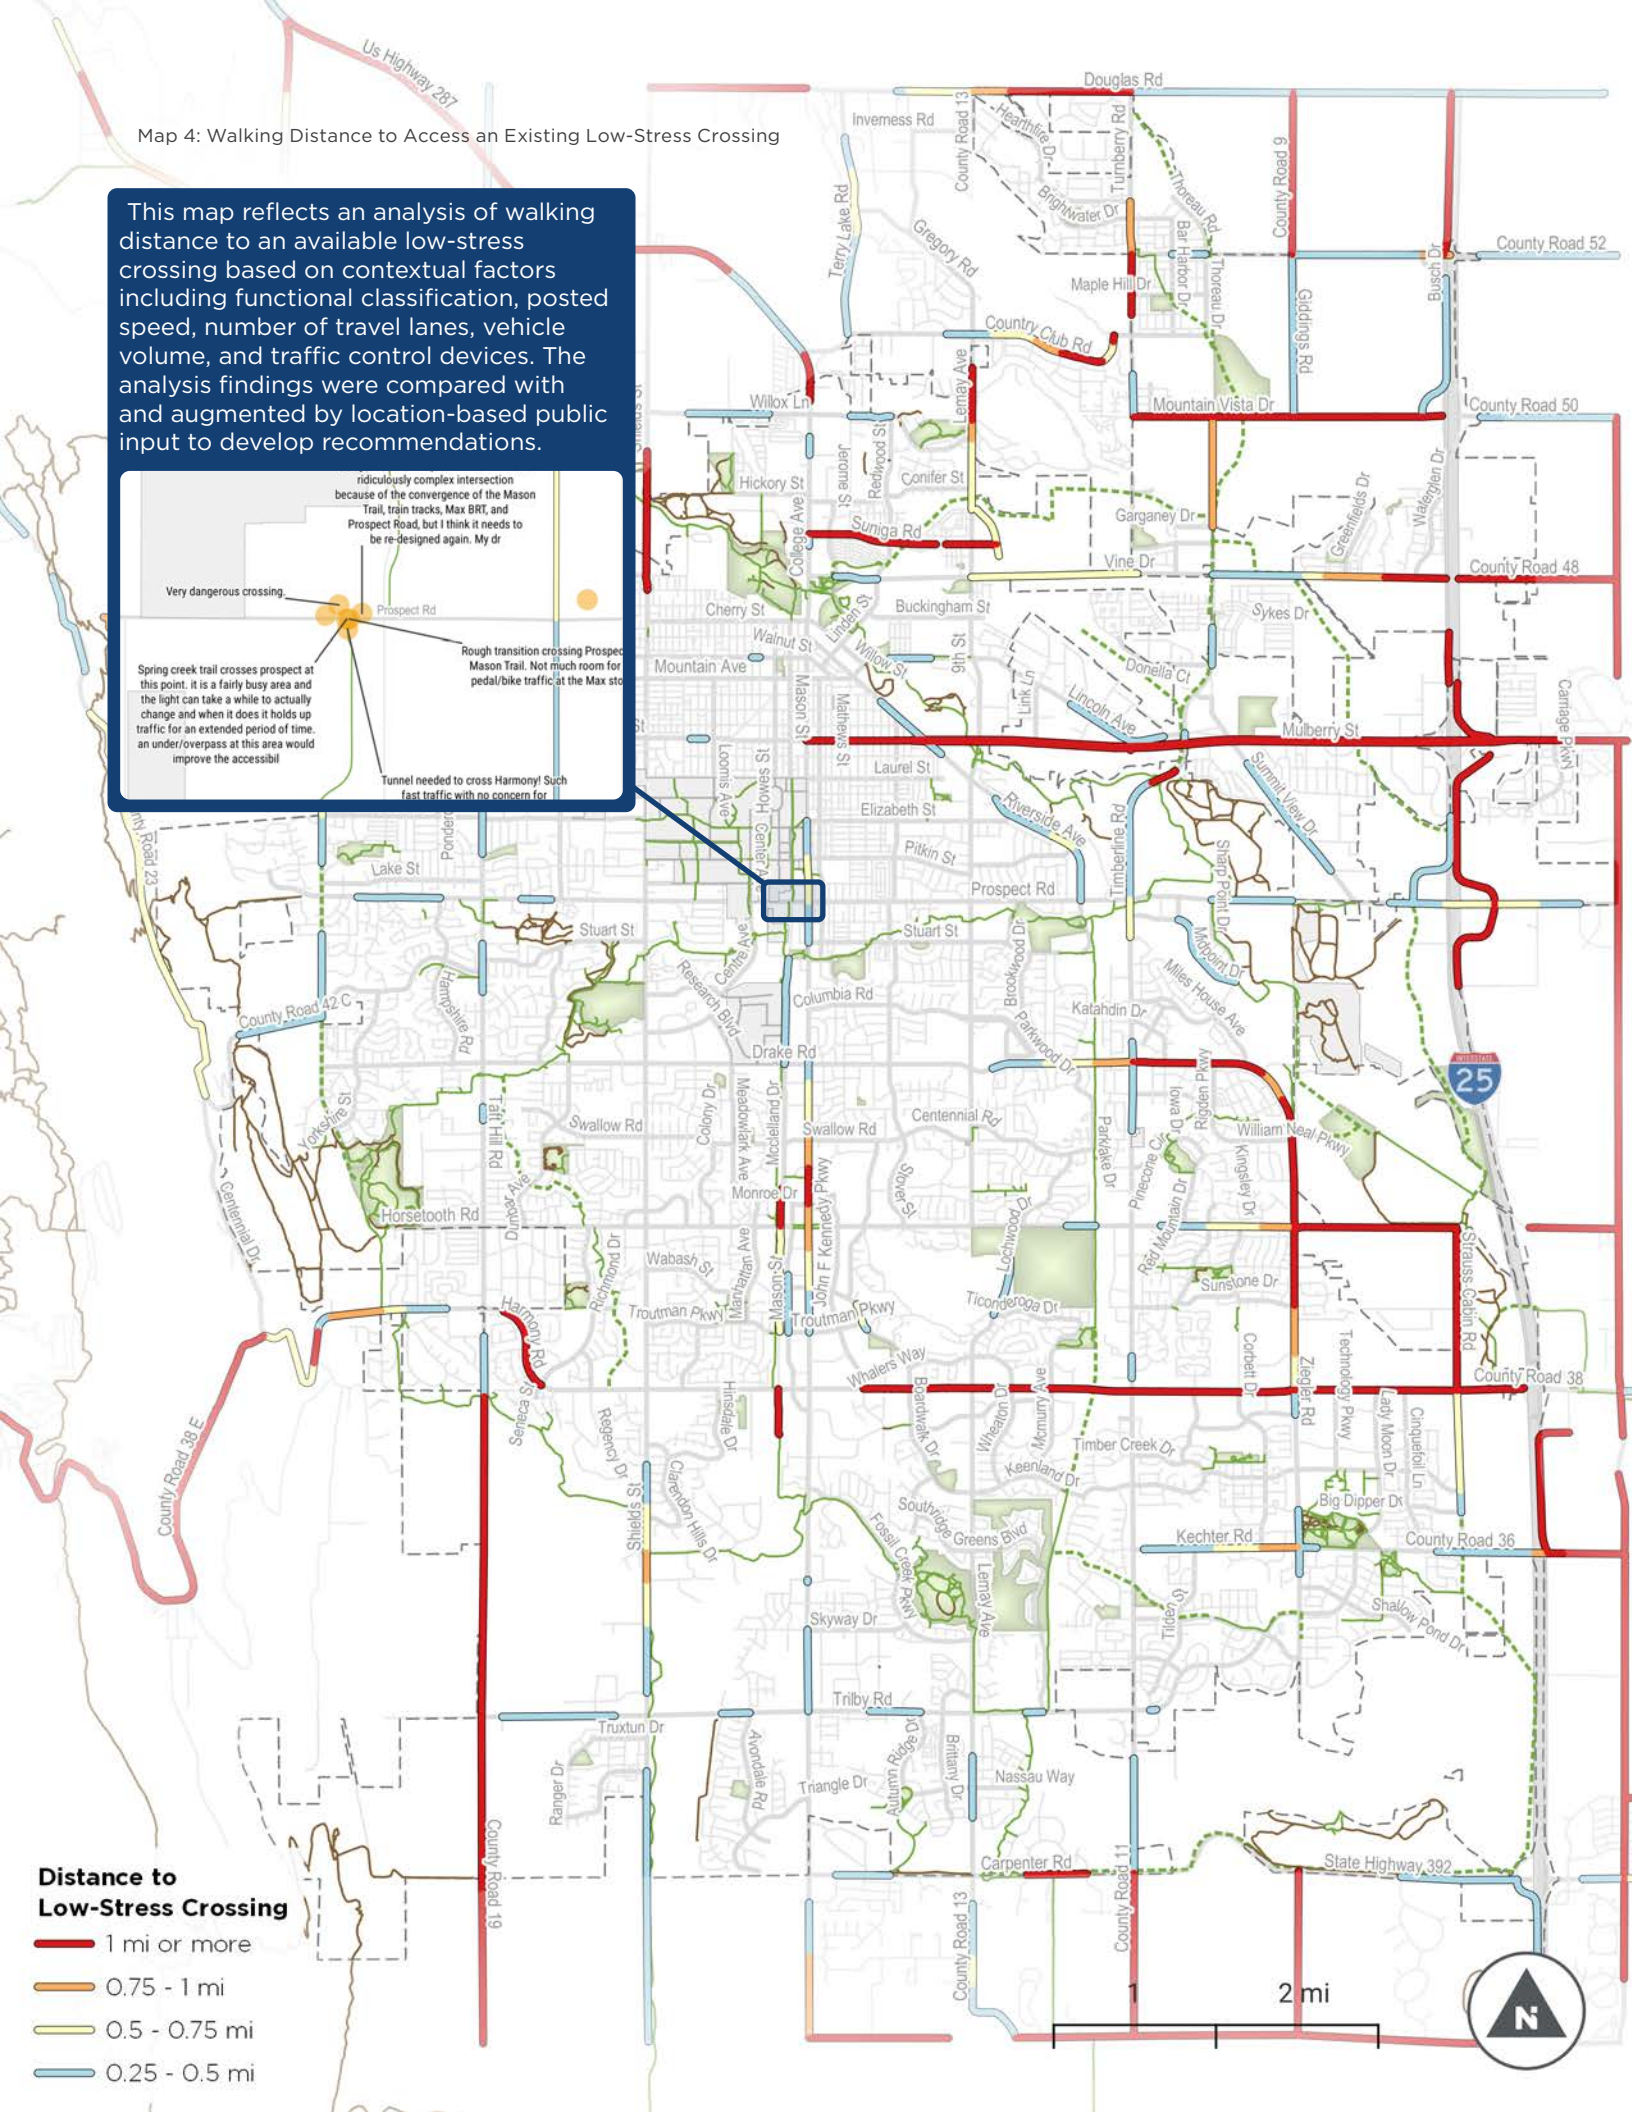 Us Highway 287
Map 4: Walking Distance to Access an Existing Low-Stress Crossing
This map reflects an analysis of walking
distance to an available low-stress
crossing based on contextual factors
including functional classification, posted
speed, number of travel lanes, vehicle
volume, and traffic control devices. The
analysis findings were compared with
and augmented by location-based public
input to develop recommendations.
ridiculously complex intersection
because of the convergence of the Mason
Trail, train tracks, Max BRT, and
Prospect Road, but I think it needs to
be re-designed again. My dr
Very dangerous crossing.
Prospect Rd
Rough transition crossing Prospec
Mason Trail. Not much room for
pedal/bike traffic at the Max sto
Spring creek trail crosses prospect at
this point. it is a fairly busy area and
the light can take a while to actually
change and when it does it holds up
traffic for an extended period of time.
an under/overpass at this area would
improve the accessibil
Tunnel needed to cross Harmony! Such
fast traffic with no concern for
Douglas Rd
Inverness Rd
County Road 13
Hearthfire Dr
Turnberry Rd
County Road 9
Thoreau Rd
Brightwater Dr
Terry Lake Rd
Gregory Rd
Bar Harbor Dr
Thoreau Dr
County Road 52
Busch Dr
Maple Hill Dr
Giddings Rd
Country Club Rd
Lemay Ave
Willox Ln
Mountain Vista Dr
County Road 50
Jerome St
Redwood St
Conifer St
Hickory St
College Ave
Suniga Rd
Garganey Dr
Greenfields Dr
Waterglen Dr
Vine Dr
County Road 48
Cherry St
Linden St
Buckingham St
Sykes Dr
Walnut St
Willow St
9th St
Mountain Ave
Donella Ct
Link Ln
Lincoln Ave
Mason St
Mathews St
Mulberry St
Carriage Pkwy
St
Loomis Ave
Howes St
Laurel St
Summit View Dr
Elizabeth St
Riverside Ave
Timberline Rd
Center A
Pitkin St
Sharp Point Dr
nty Road 23
Ponder
Lake St
Prospect Rd
Stuart St
Stuart St
Centre Ave
Research Blvd
Brookwood Dr
Midpoint Dr
Miles House Ave
Hampshire Rd
County Road 42 C
Columbia Rd
Katahdin Dr
Parkwood Dr
Drake Rd
INTERSTATE
25
Yorkshire St
Taft Hill Rd
Swallow Rd
Colony Dr
Meadowlark Ave
Mcclelland Dr
Swallow Rd
Centennial Rd
Iowa Dr
Rigden Pkwy
William Neal Pkwy
Parklake Dr
Pinecone Cir
Kingsley Dr
Stover St
Monroe Dr
John F Kennedy Pkwy
Dunbar Ave
Horsetooth Rd
Centennial Dr
Lochwood Dr
Red Mountain Dr
Strauss Cabin Rd
Richmond Dr
Wabash St
Manhattan Ave
Mason St
Sunstone Dr
Ticonderoga Dr
Harmony Rd
Troutman Pkwy
Troutman Pkwy
Corbett Dr
Technology Pkwy
Whalers Way
Ziegler Rd
County Road 38
Hinsdale Dr
Boardwalk Dr
Wheaton Dr
Mcmurry Ave
Lady Moon Dr
Cinquefoil Ln
Seneca St
Regency Dr
County Road 38 E
Timber Creek Dr
Keenland Dr
Clarendon Hills Dr
Shields St
Big Dipper Dr
Southridge
Greens Blvd
Fossil Creek Pkwy
Kechter Rd
County Road 36
Lemay Ave
Skyway Dr
Tilden St
Shallow Pond Dr
Trilby Rd
Truxtun Dr
Avondale Rd
Autumn Ridge Dr
Brittany Dr
Nassau Way
Ranger Dr
Triangle Dr
County Road 19
Carpenter Rd
County Road 11
State Highway 392
County Road 13
Distance to
Low-Stress Crossing
1 mi or more
0.75 - 1 mi
0.5 - 0.75 mi
0.25 - 0.5 mi
1
2 mi
N